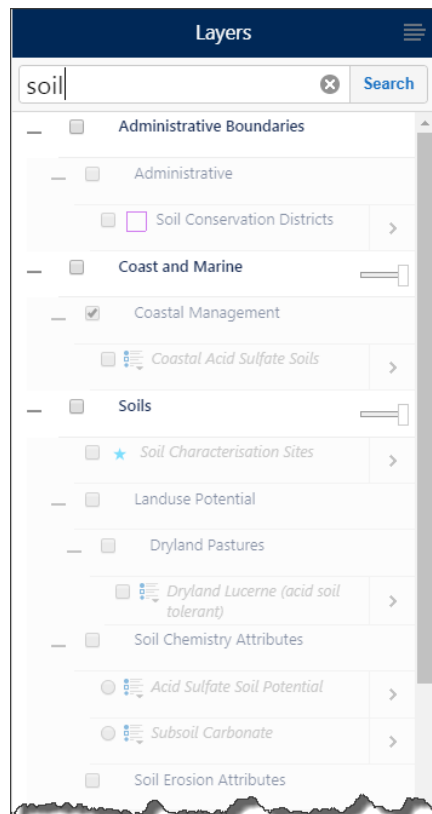 Layers
soil
Search
Administrative Boundaries
Administrative
Soil Conservation Districts
Coast and Marine
Coastal Management
Coastal Acid Sulfate Soils
Soils
Soil Characterisation Sites
Landuse Potential
Dryland Pastures
Dryland Lucerne (acid soil
tolerant)
Soil Chemistry Attributes
Acid Sulfate Soil Potential
Subsoil Carbonate
Soil Erosion Attributes